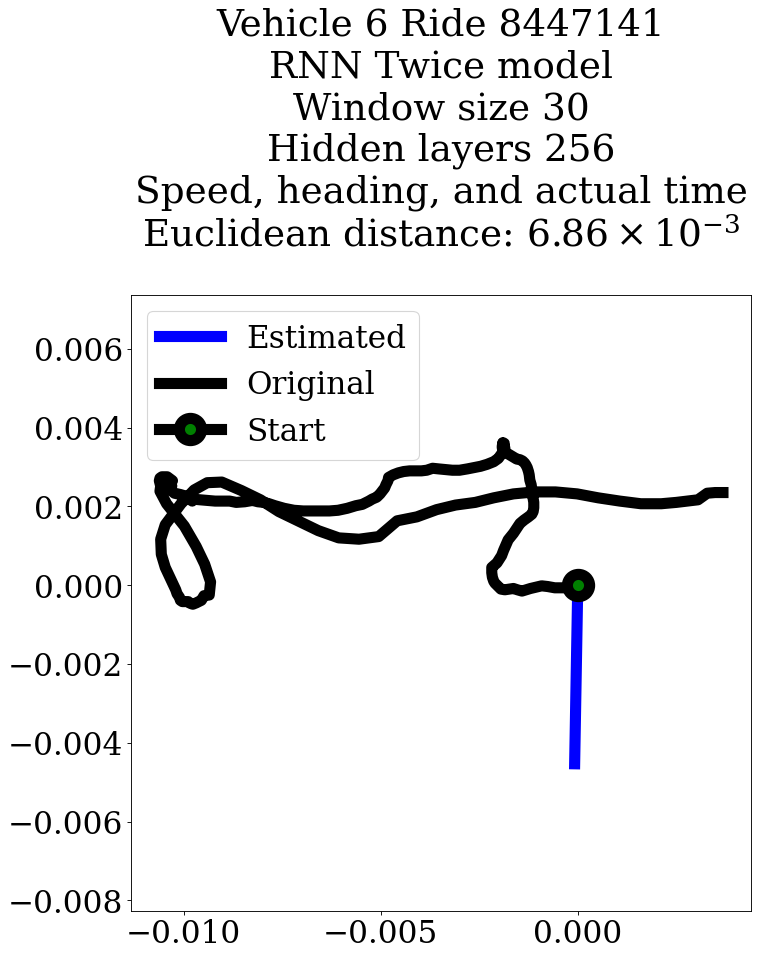 Vehicle 6 Ride 8447141
RNN Twice model
Window size 30
Hidden layers 256
Speed, heading, and actual time
Euclidean distance: 6.86 × 10⁻³
Estimated
Original
Start
0.006
0.004
0.002
0.000
−0.002
−0.004
−0.006
−0.008
−0.010
−0.005
0.000